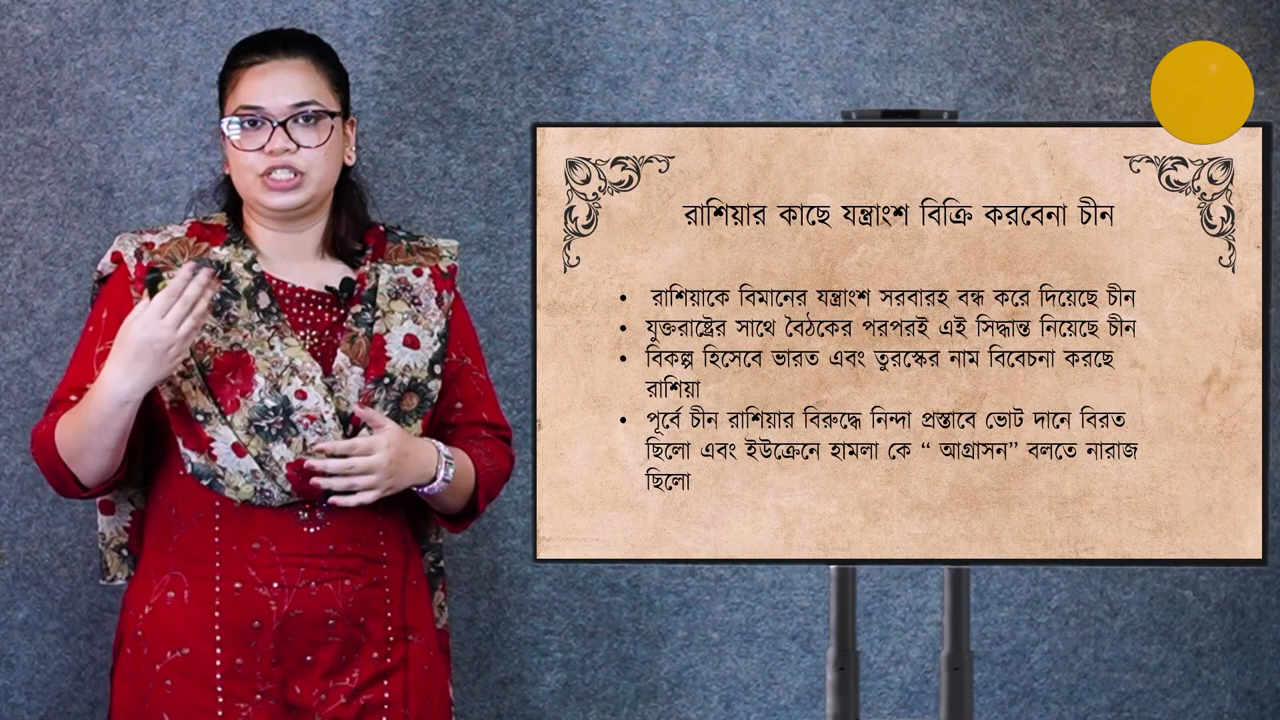 রাশিয়ার কাছে যন্ত্রাংশ বিক্রি করবেনা চীন
• রাশিয়াকে বিমানের যন্ত্রাংশ সরবারহ বন্ধ করে দিয়েছে চীন
• যুক্তরাষ্ট্রের সাথে বৈঠকের পরপরই এই সিদ্ধান্ত নিয়েছে চীন
• বিকল্প হিসেবে ভারত এবং তুরস্কের নাম বিবেচনা করছে
রাশিয়া
• পূর্বে চীন রাশিয়ার বিরুদ্ধে নিন্দা প্রস্তাবে ভোট দানে বিরত
ছিলো এবং ইউক্রেনে হামলা কে “ আগ্রাসন” বলতে নারাজ
ছিলো